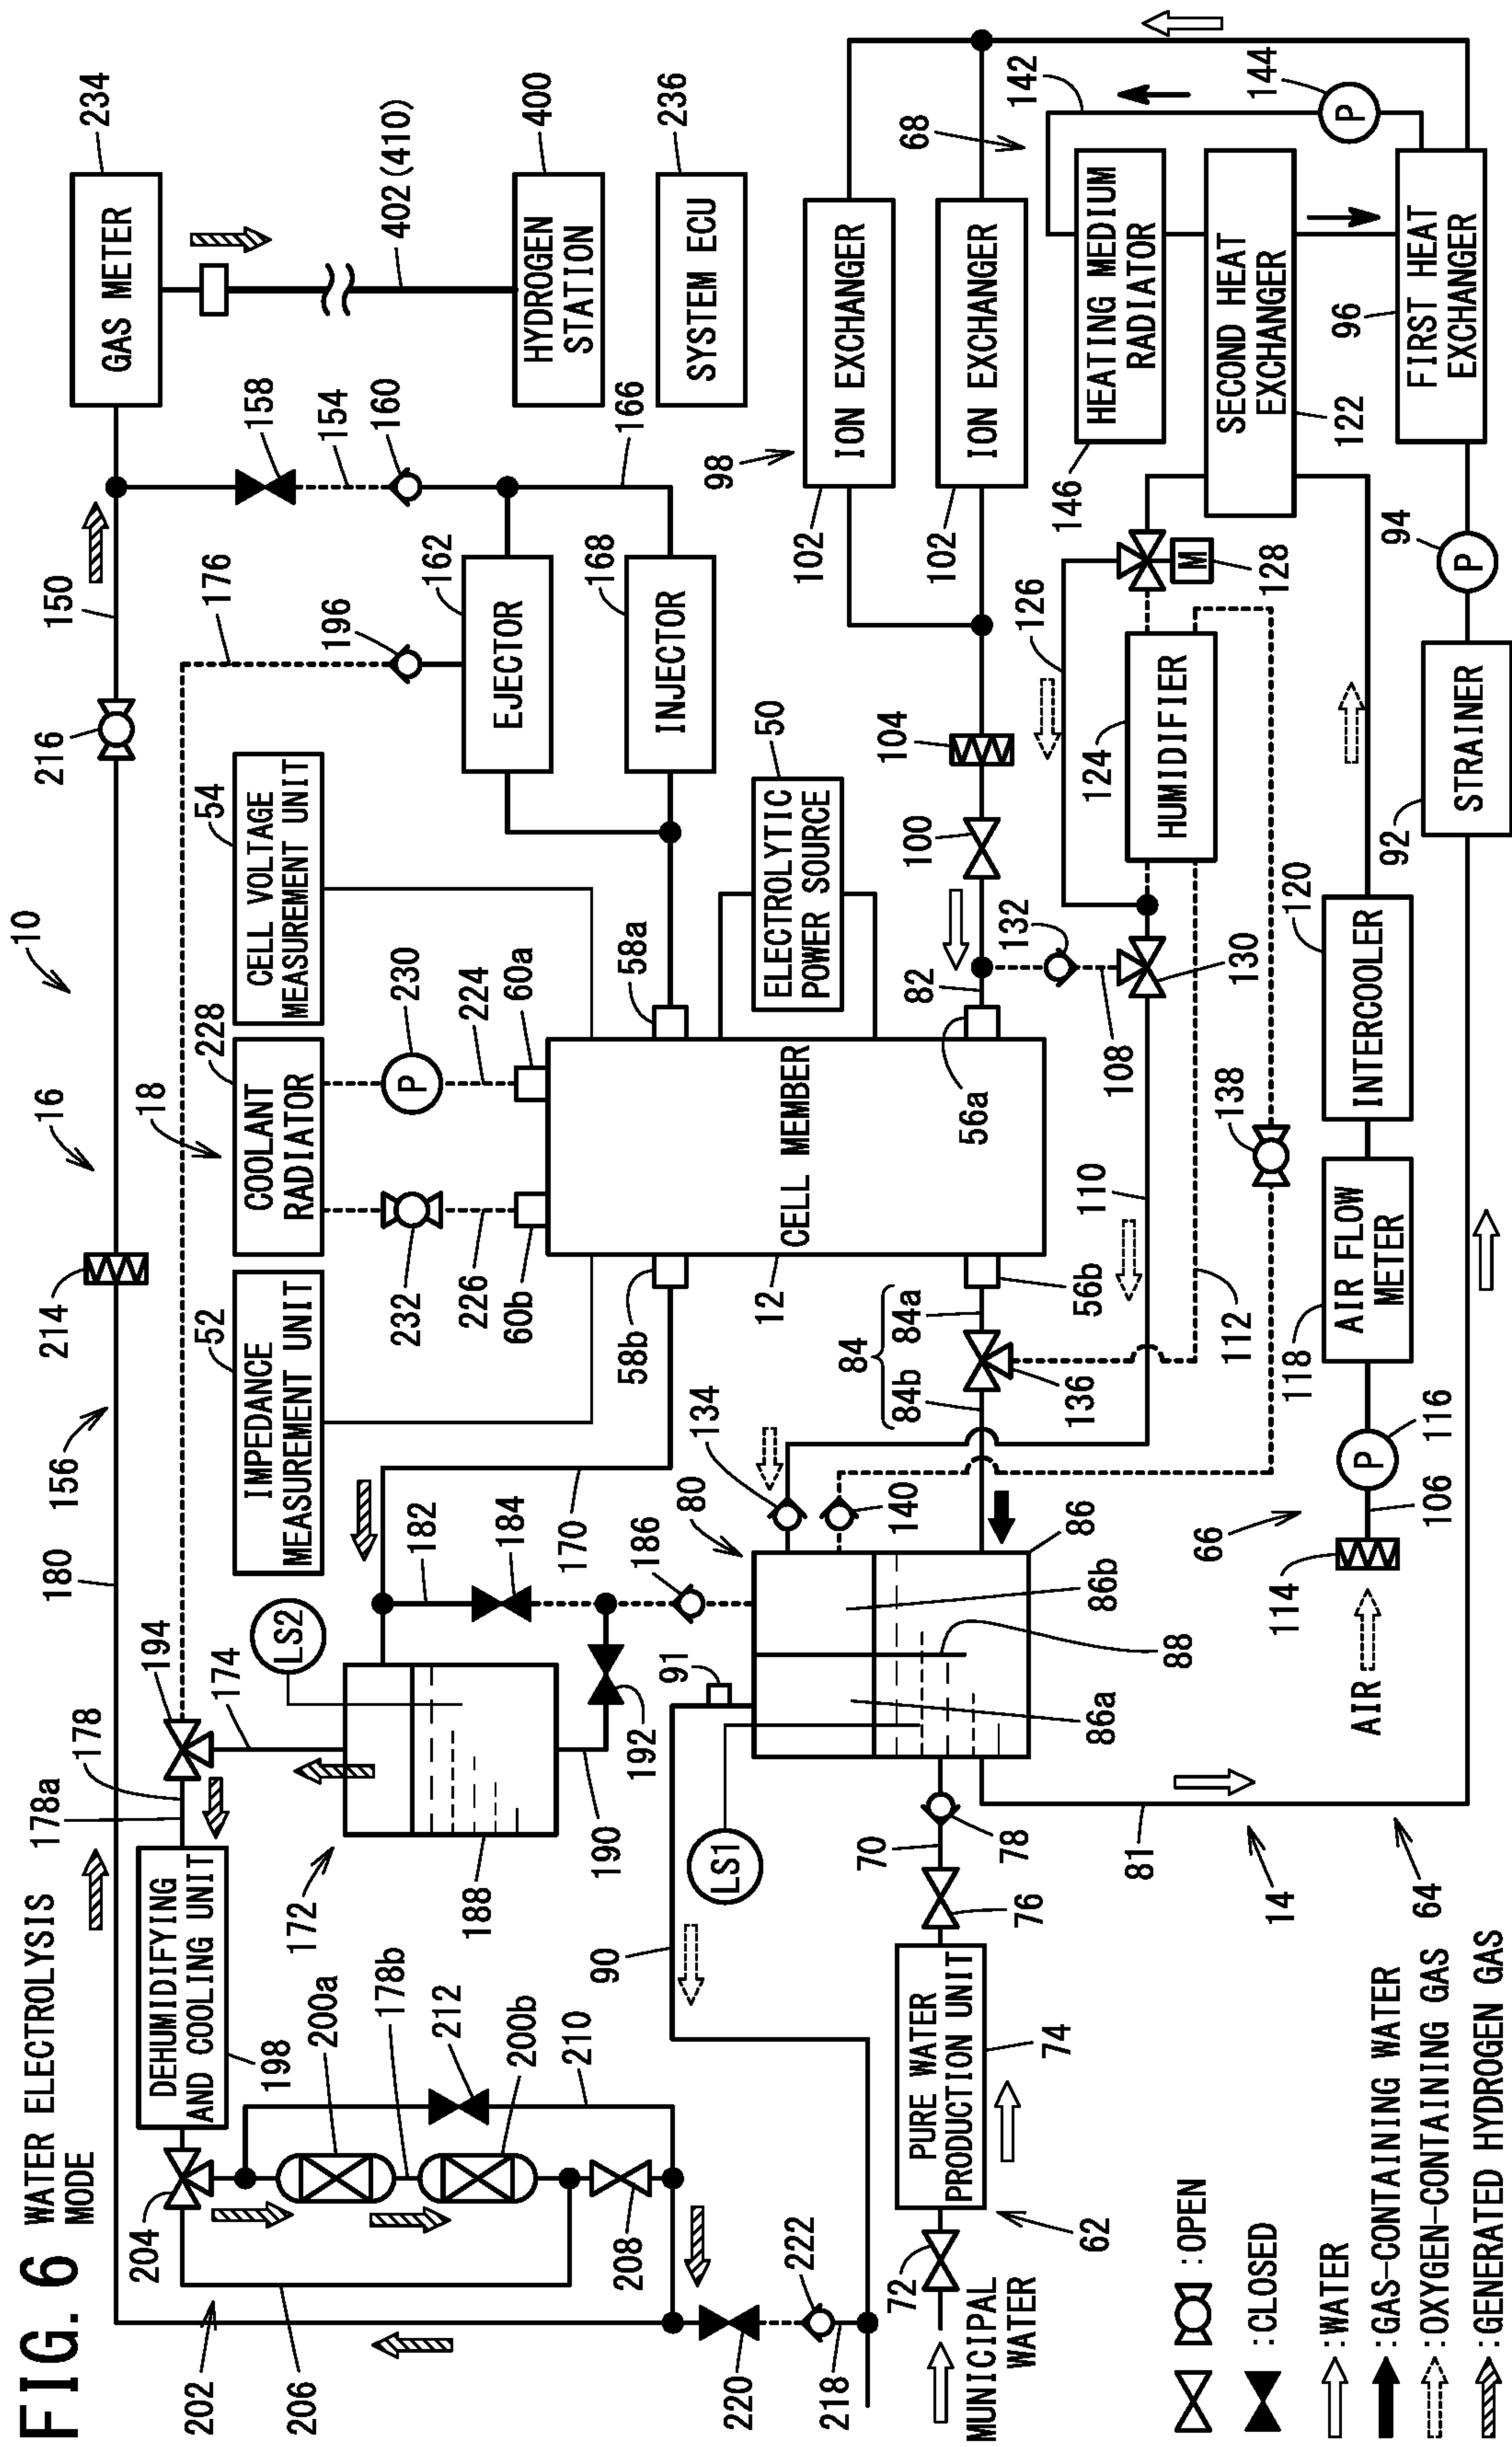 FIG. 6
WATER ELECTROLYSIS
MODE
10
16
18
156
180
214
216
150
234
GAS METER
402 (410)
400
HYDROGEN
STATION
236
SYSTEM ECU
158
154
160
166
176
196
162
EJECTOR
168
INJECTOR
54
CELL VOLTAGE
MEASUREMENT UNIT
228
COOLANT
RADIATOR
52
IMPEDANCE
MEASUREMENT UNIT
230
P
224
60a
232
226
60b
58a
58b
CELL MEMBER
12
50
ELECTROLYTIC
POWER SOURCE
56a
56b
82
84
84a
84b
136
194
178
178a
174
LS2
172
188
182
184
186
170
190
192
DEHUMIDIFYING
AND COOLING UNIT
198
200a
178b
200b
212
210
204
202
206
208
220
222
218
90
91
LS1
80
134
140
86
86a
86b
88
70
78
76
PURE WATER
PRODUCTION UNIT
74
72
62
MUNICIPAL
WATER
81
14
64
98
ION EXCHANGER
102
ION EXCHANGER
102
104
100
132
108
130
110
112
138
126
124
HUMIDIFIER
128
M
68
142
144
P
HEATING MEDIUM
RADIATOR
146
SECOND HEAT
EXCHANGER
122
FIRST HEAT
EXCHANGER
96
94
P
92
STRAINER
120
INTERCOOLER
118
AIR FLOW
METER
116
P
106
66
114
AIR
:OPEN
:CLOSED
:WATER
:GAS-CONTAINING WATER
:OXYGEN-CONTAINING GAS
:GENERATED HYDROGEN GAS